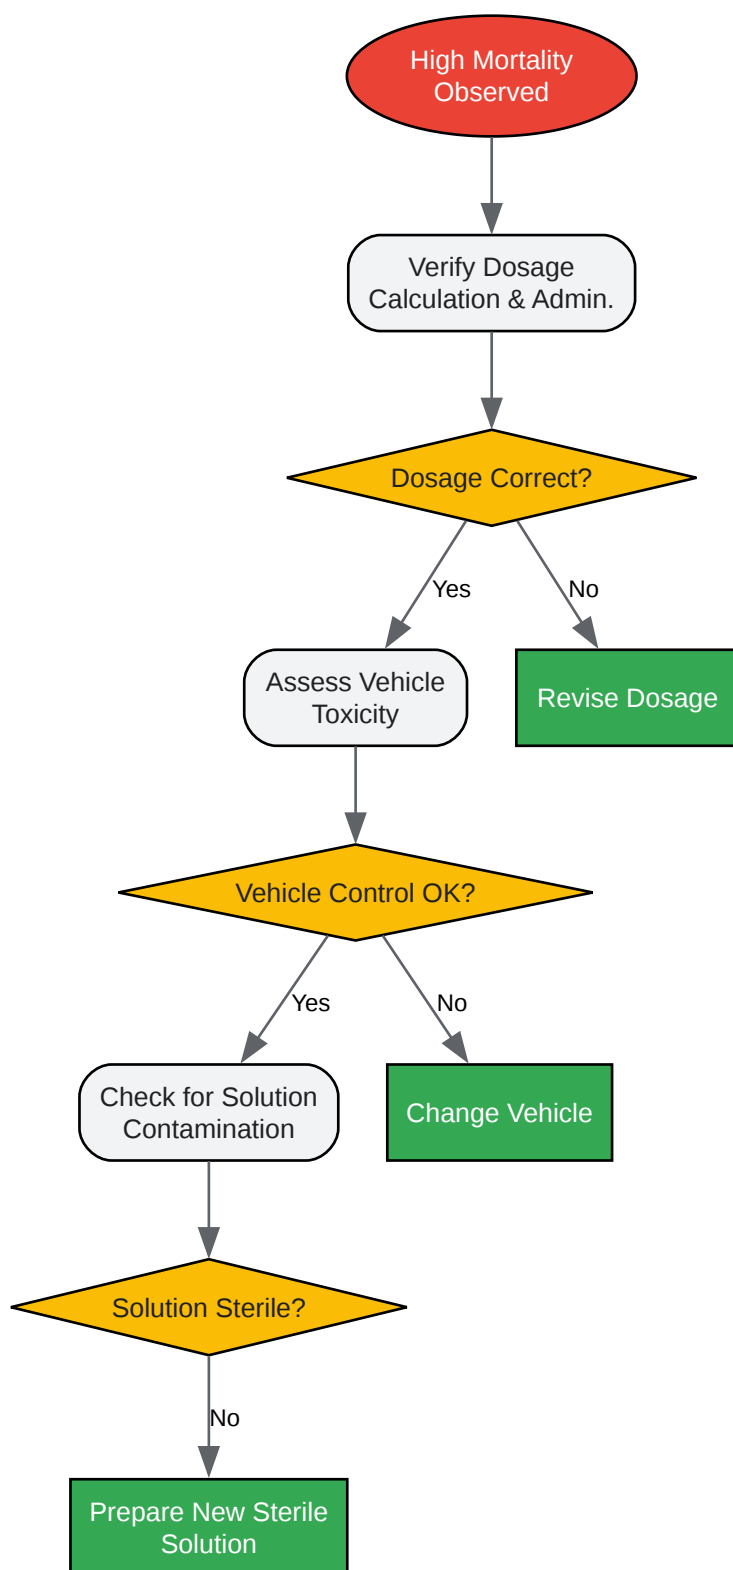 High Mortality
Observed
Verify Dosage
Calculation & Admin.
Dosage Correct?
Yes
No
Assess Vehicle
Toxicity
Revise Dosage
Vehicle Control OK?
Yes
No
Check for Solution
Contamination
Change Vehicle
Solution Sterile?
No
Prepare New Sterile
Solution